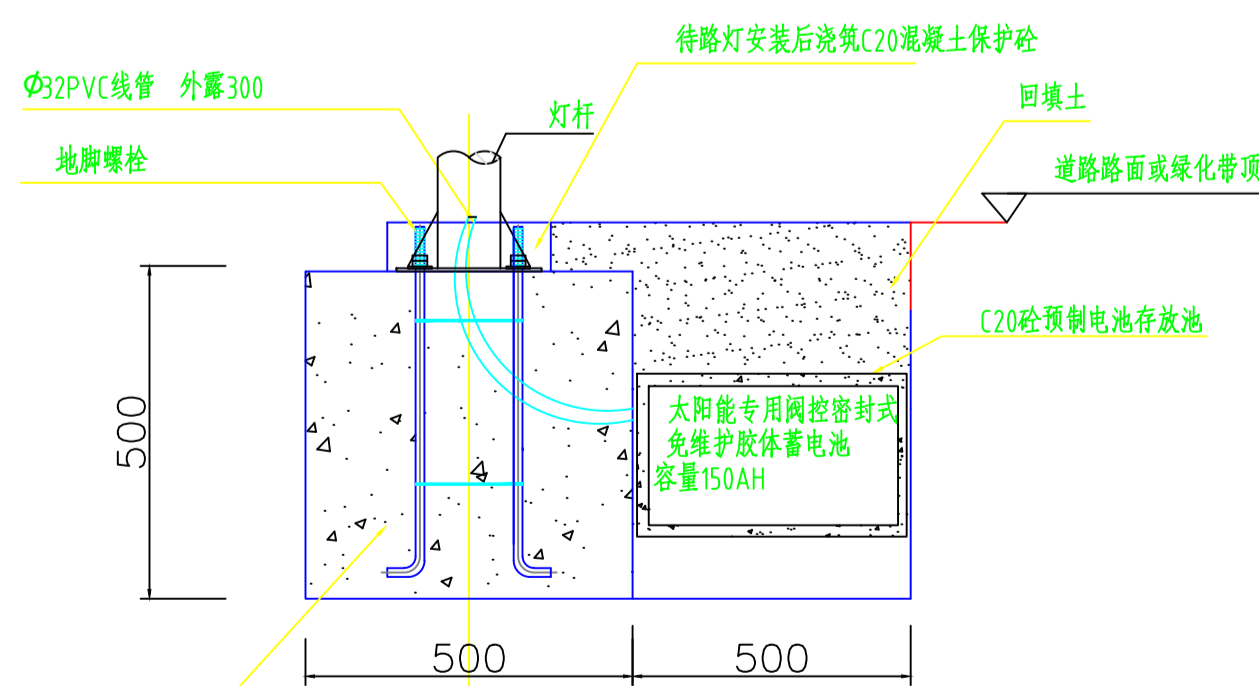 待路灯安装后浇筑C20混凝土保护砼
Φ32PVC线管 外露300
回填土
灯杆
地脚螺栓
道路路面或绿化带顶
C20砼预制电池存放池
太阳能专用阀控密封式
免维护胶体蓄电池
容量150AH
500
500
500